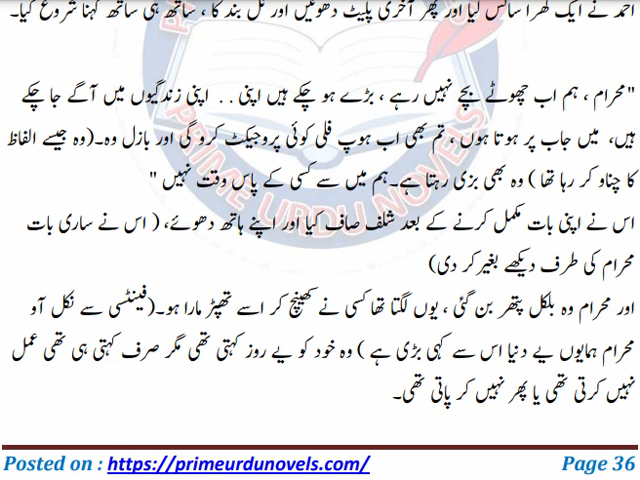 احمد نے ایک گہرا سانس لیا اور پھر آخری پلیٹ دھوئیں اور نل بند کا ، ساتھ ہی ساتھ کہنا شروع کیا۔
"محرام ، ہم اب چھوٹے بچے نہیں رہے ، بڑے ہو چکے ہیں اپنی . . اپنی زندگیوں میں آگے جا چکے
ہیں، میں جاب پر ہوتا ہوں ، تم بھی اب ہوپ فلی کوئی پروجیکٹ کرو گی اور بازل وہ۔(وہ جیسے الفاظ
کا چناو کر رہا تھا ) وہ بھی بزی رہتا ہے۔ہم میں سے کسی کے پاس وقت نہیں "
اس نے اپنی بات مکمل کرنے کے بعد شلف صاف کیا اور اپنے ہاتھ دھوئے، ( اس نے ساری بات
محرام کی طرف دیکھے بغیر کر دی)
اور محرام وہ بلکل پتھر بن گئی ، یوں لگتا تھا کسی نے کھینچ کر اسے تھپڑ مارا ہو۔(فینٹسی سے نکل آو
محرام ہمایوں یے دنیا اس سے کہی بڑی ہے ) وہ خود کو یے روز کہتی تھی مگر صرف کہتی ہی تھی عمل
نہیں کرتی تھی یا پھر نہیں کر پاتی تھی۔
PRIME URDU NOVELS
Posted on : https://primeurdunovels.com/ Page 36